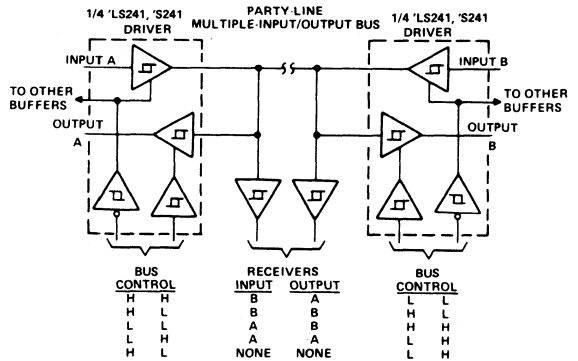 1/4 'LS241, 'S241
DRIVER
PARTY-LINE
MULTIPLE-INPUT/OUTPUT BUS
1/4 'LS241, 'S241
DRIVER
INPUT A
INPUT B
TO OTHER
BUFFERS
TO OTHER
BUFFERS
OUTPUT
A
OUTPUT
B
BUS
CONTROL
RECEIVERS
INPUT OUTPUT
BUS
CONTROL
H H B A L L
H L B B H L
L L A B H H
L H A A L H
H L NONE NONE L H